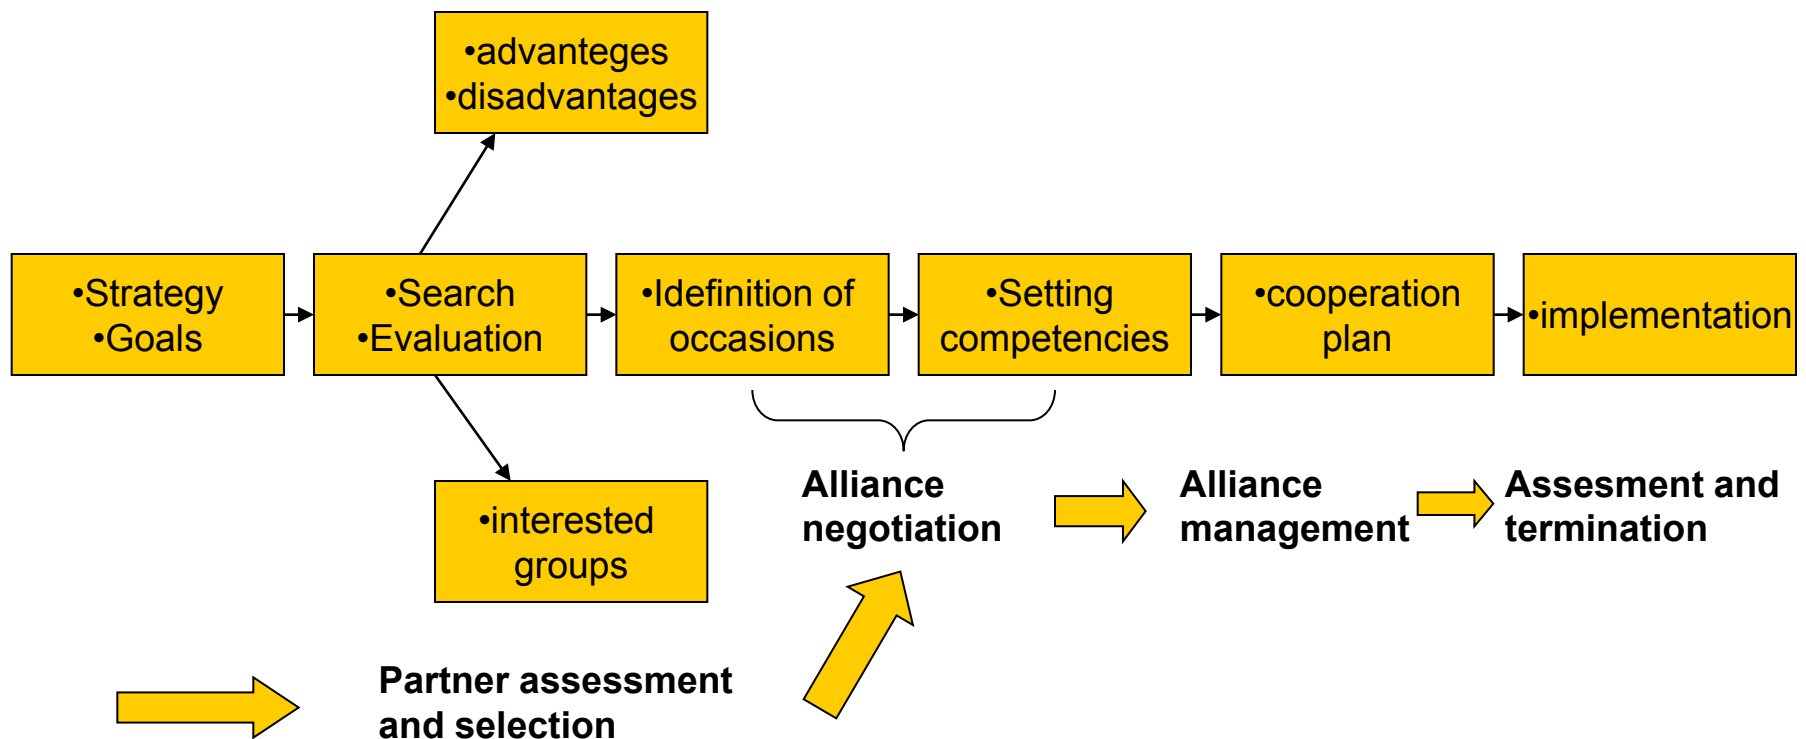 •advanteges
•disadvantages
•Strategy
•Goals
•Search
•Evaluation
•Idefinition of
occasions
•Setting
competencies
•cooperation
plan
•implementation
•interested
groups
Alliance
negotiation
Alliance
management
Assesment and
termination
Partner assessment
and selection